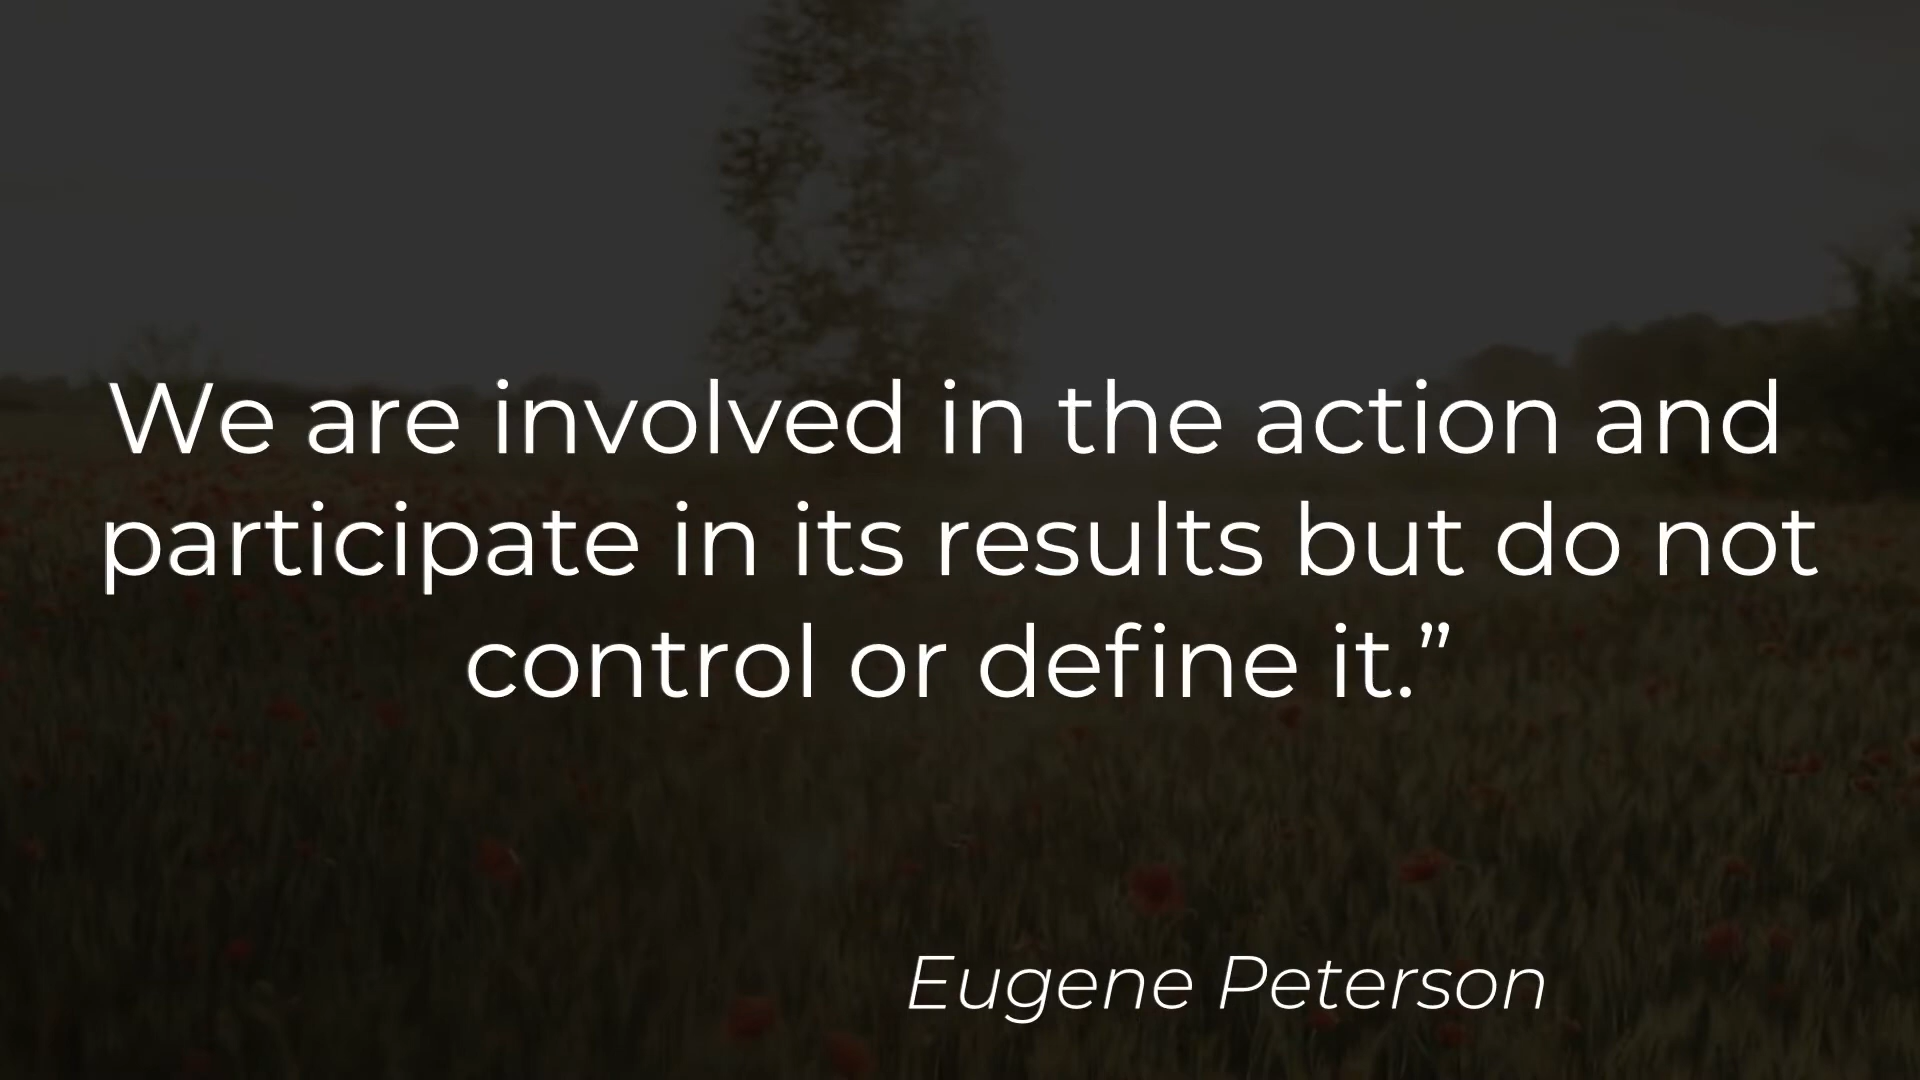 We are involved in the action and
participate in its results but do not
control or define it.”
Eugene Peterson